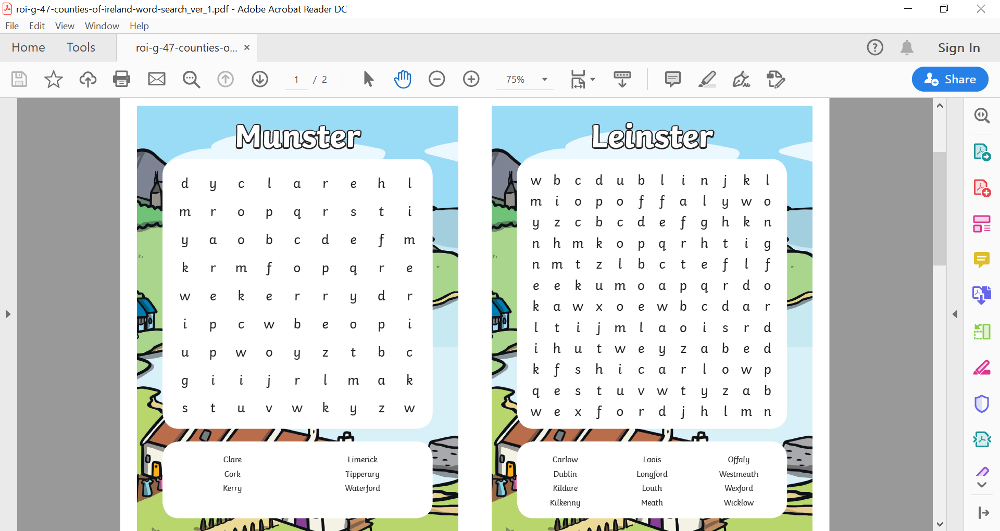 roi-g-47-counties-of-ireland-word-search_ver_1.pdf - Adobe Acrobat Reader DC
File Edit View Window Help
Home Tools roi-g-47-counties-o... × ? Sign In
1 / 2 75% Share
Munster
d y c l a r e h l
m r o p q r s t i
y a o b c d e f m
k r m f o p q r e
w e k e r r y d r
i p c w b e o p i
u p w o y z t b c
g i i j r l m a k
s t u v w k y z w
Clare Limerick
Cork Tipperary
Kerry Waterford
Leinster
w b c d u b l i n j k l
m i o p o f f a l y w o
y z c b c d e f g h k n
n h m k o p q r h t i g
n m t z l b c t e f l f
e e k u m o a p q r d o
k a w x o e w b c d a r
l t i j m l a o i s r d
i h u t w e y z a b e d
k f s h i c a r l o w p
q e s t u v w t y z a b
w e x f o r d j h l m n
Carlow Laois Offaly
Dublin Longford Westmeath
Kildare Louth Wexford
Kilkenny Meath Wicklow